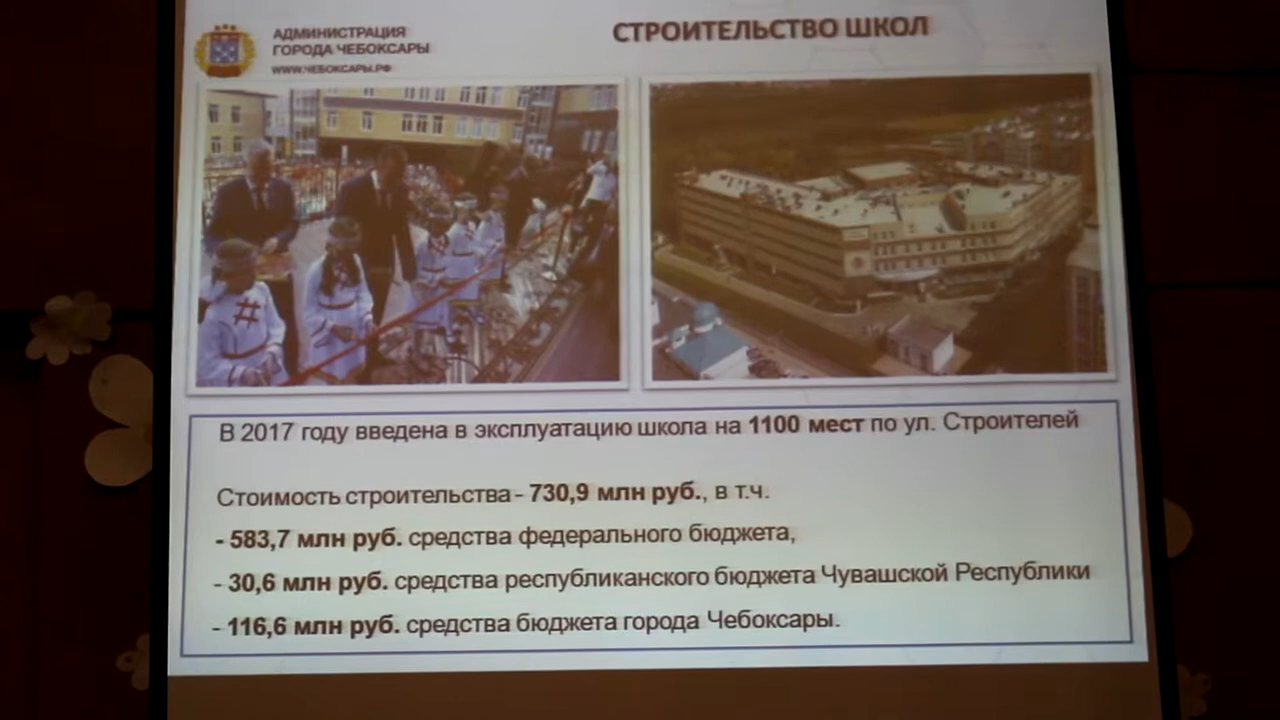 АДМИНИСТРАЦИЯ
ГОРОДА ЧЕБОКСАРЫ
WWW.ЧЕБОКСАРЫ.РФ
СТРОИТЕЛЬСТВО ШКОЛ
В 2017 году введена в эксплуатацию школа на 1100 мест по ул. Строителей
Стоимость строительства - 730,9 млн руб., в т.ч.
- 583,7 млн руб. средства федерального бюджета,
- 30,6 млн руб. средства республиканского бюджета Чувашской Республики
- 116,6 млн руб. средства бюджета города Чебоксары.